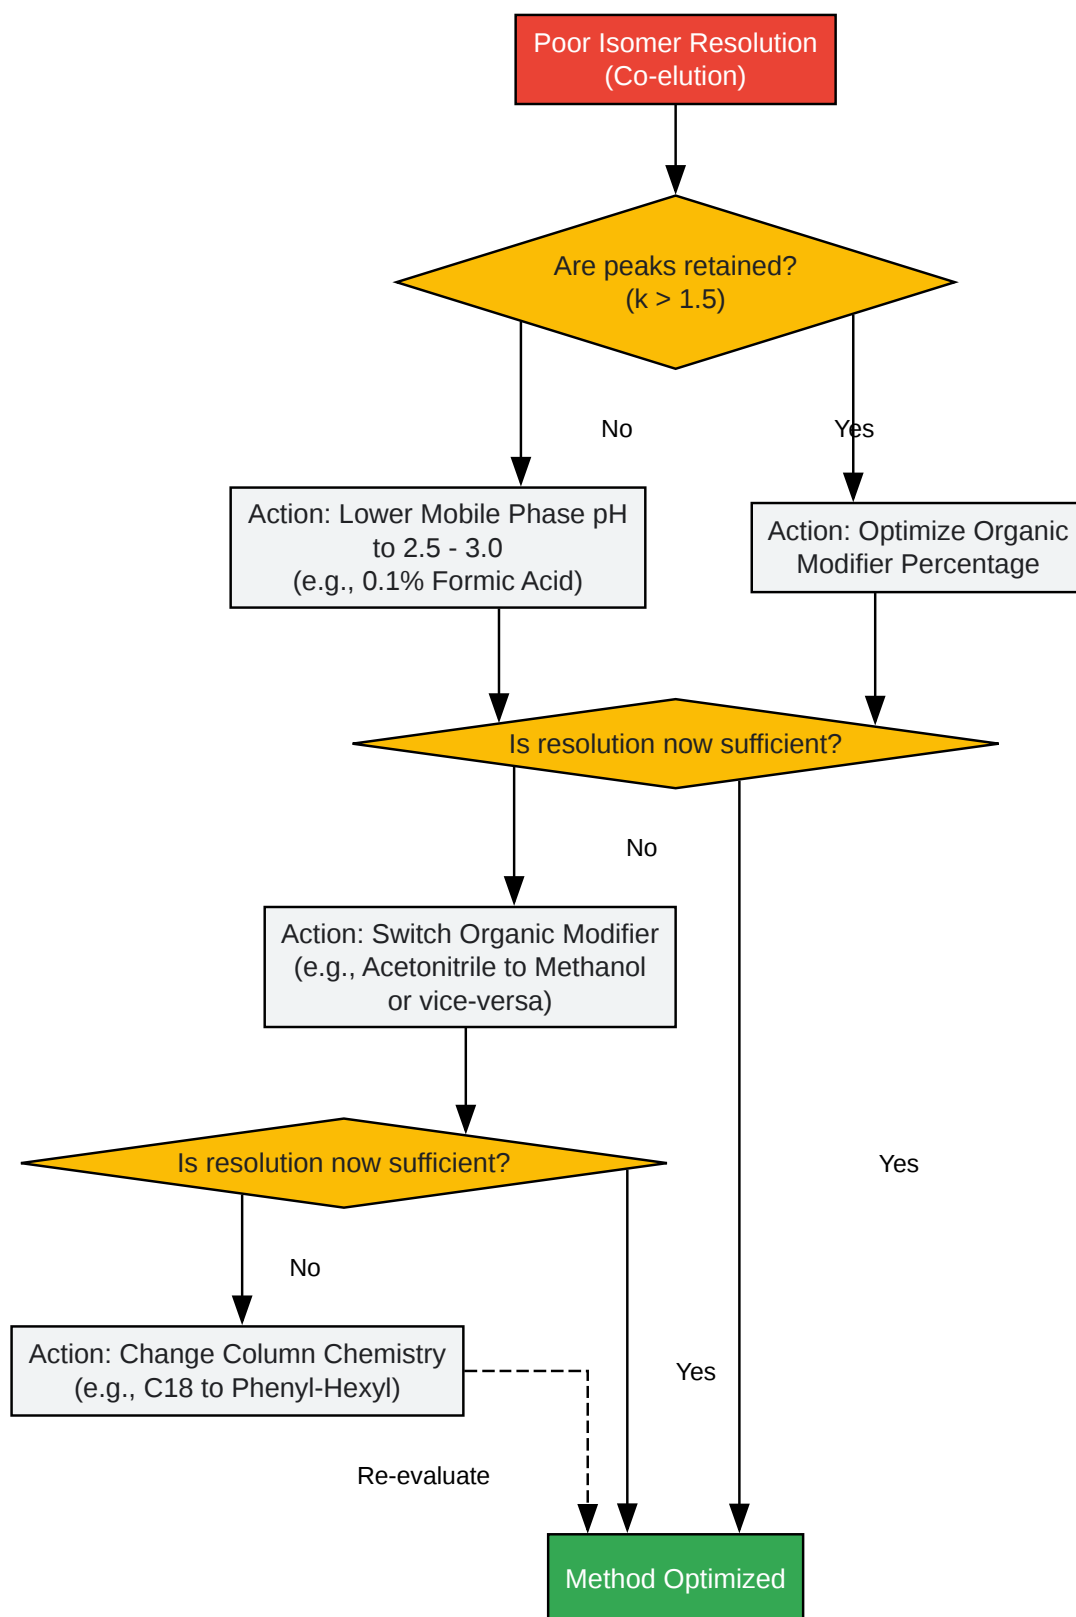 Poor Isomer Resolution
(Co-elution)
Are peaks retained?
(k > 1.5)
No
Yes
Action: Lower Mobile Phase pH
to 2.5 - 3.0
(e.g., 0.1% Formic Acid)
Action: Optimize Organic
Modifier Percentage
Is resolution now sufficient?
No
Action: Switch Organic Modifier
(e.g., Acetonitrile to Methanol
or vice-versa)
Is resolution now sufficient?
Yes
No
Action: Change Column Chemistry
(e.g., C18 to Phenyl-Hexyl)
Yes
Re-evaluate
Method Optimized